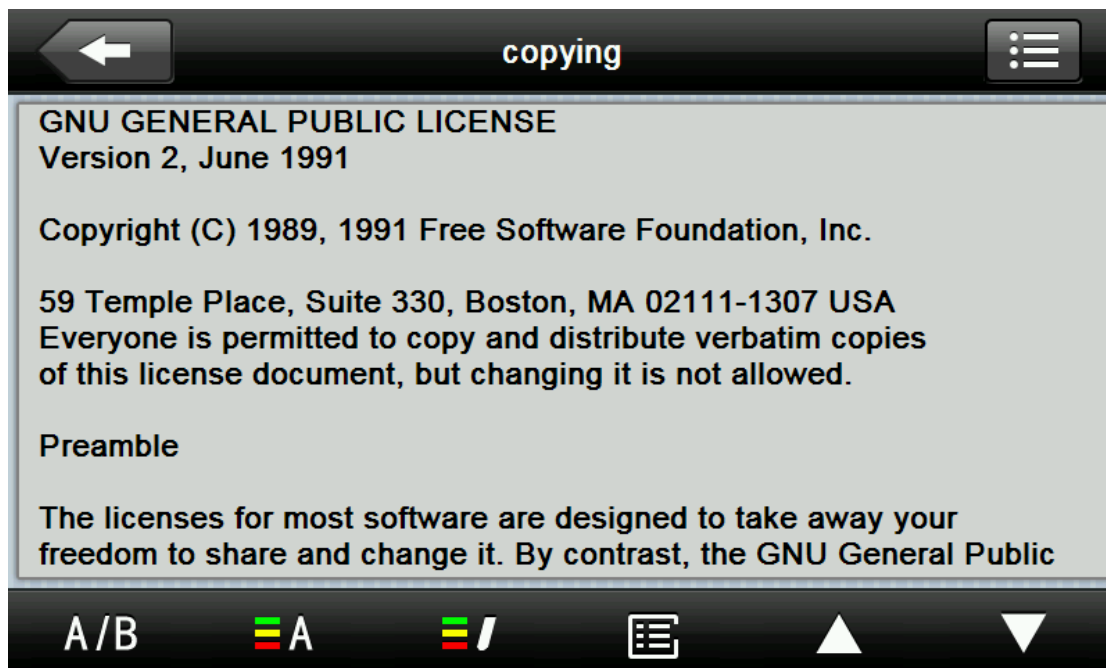 copying
GNU GENERAL PUBLIC LICENSE
Version 2, June 1991
Copyright (C) 1989, 1991 Free Software Foundation, Inc.
59 Temple Place, Suite 330, Boston, MA 02111-1307 USA
Everyone is permitted to copy and distribute verbatim copies
of this license document, but changing it is not allowed.
Preamble
The licenses for most software are designed to take away your
freedom to share and change it. By contrast, the GNU General Public
A/B
A